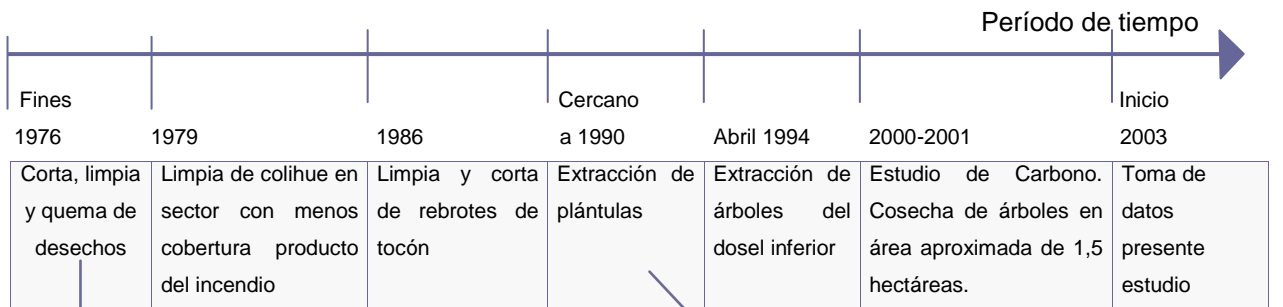 Período de tiempo
Fines
1976
1979
1986
Cercano
a 1990
Abril 1994
2000-2001
Inicio
2003
Corta, limpia
y quema de
desechos
Limpia de colihue en
sector con menos
cobertura producto
del incendio
Limpia y corta
de rebrotes de
tocón
Extracción de
plántulas
Extracción de
árboles del
dosel inferior
Estudio de Carbono.
Cosecha de árboles en
área aproximada de 1,5
hectáreas.
Toma de
datos
presente
estudio